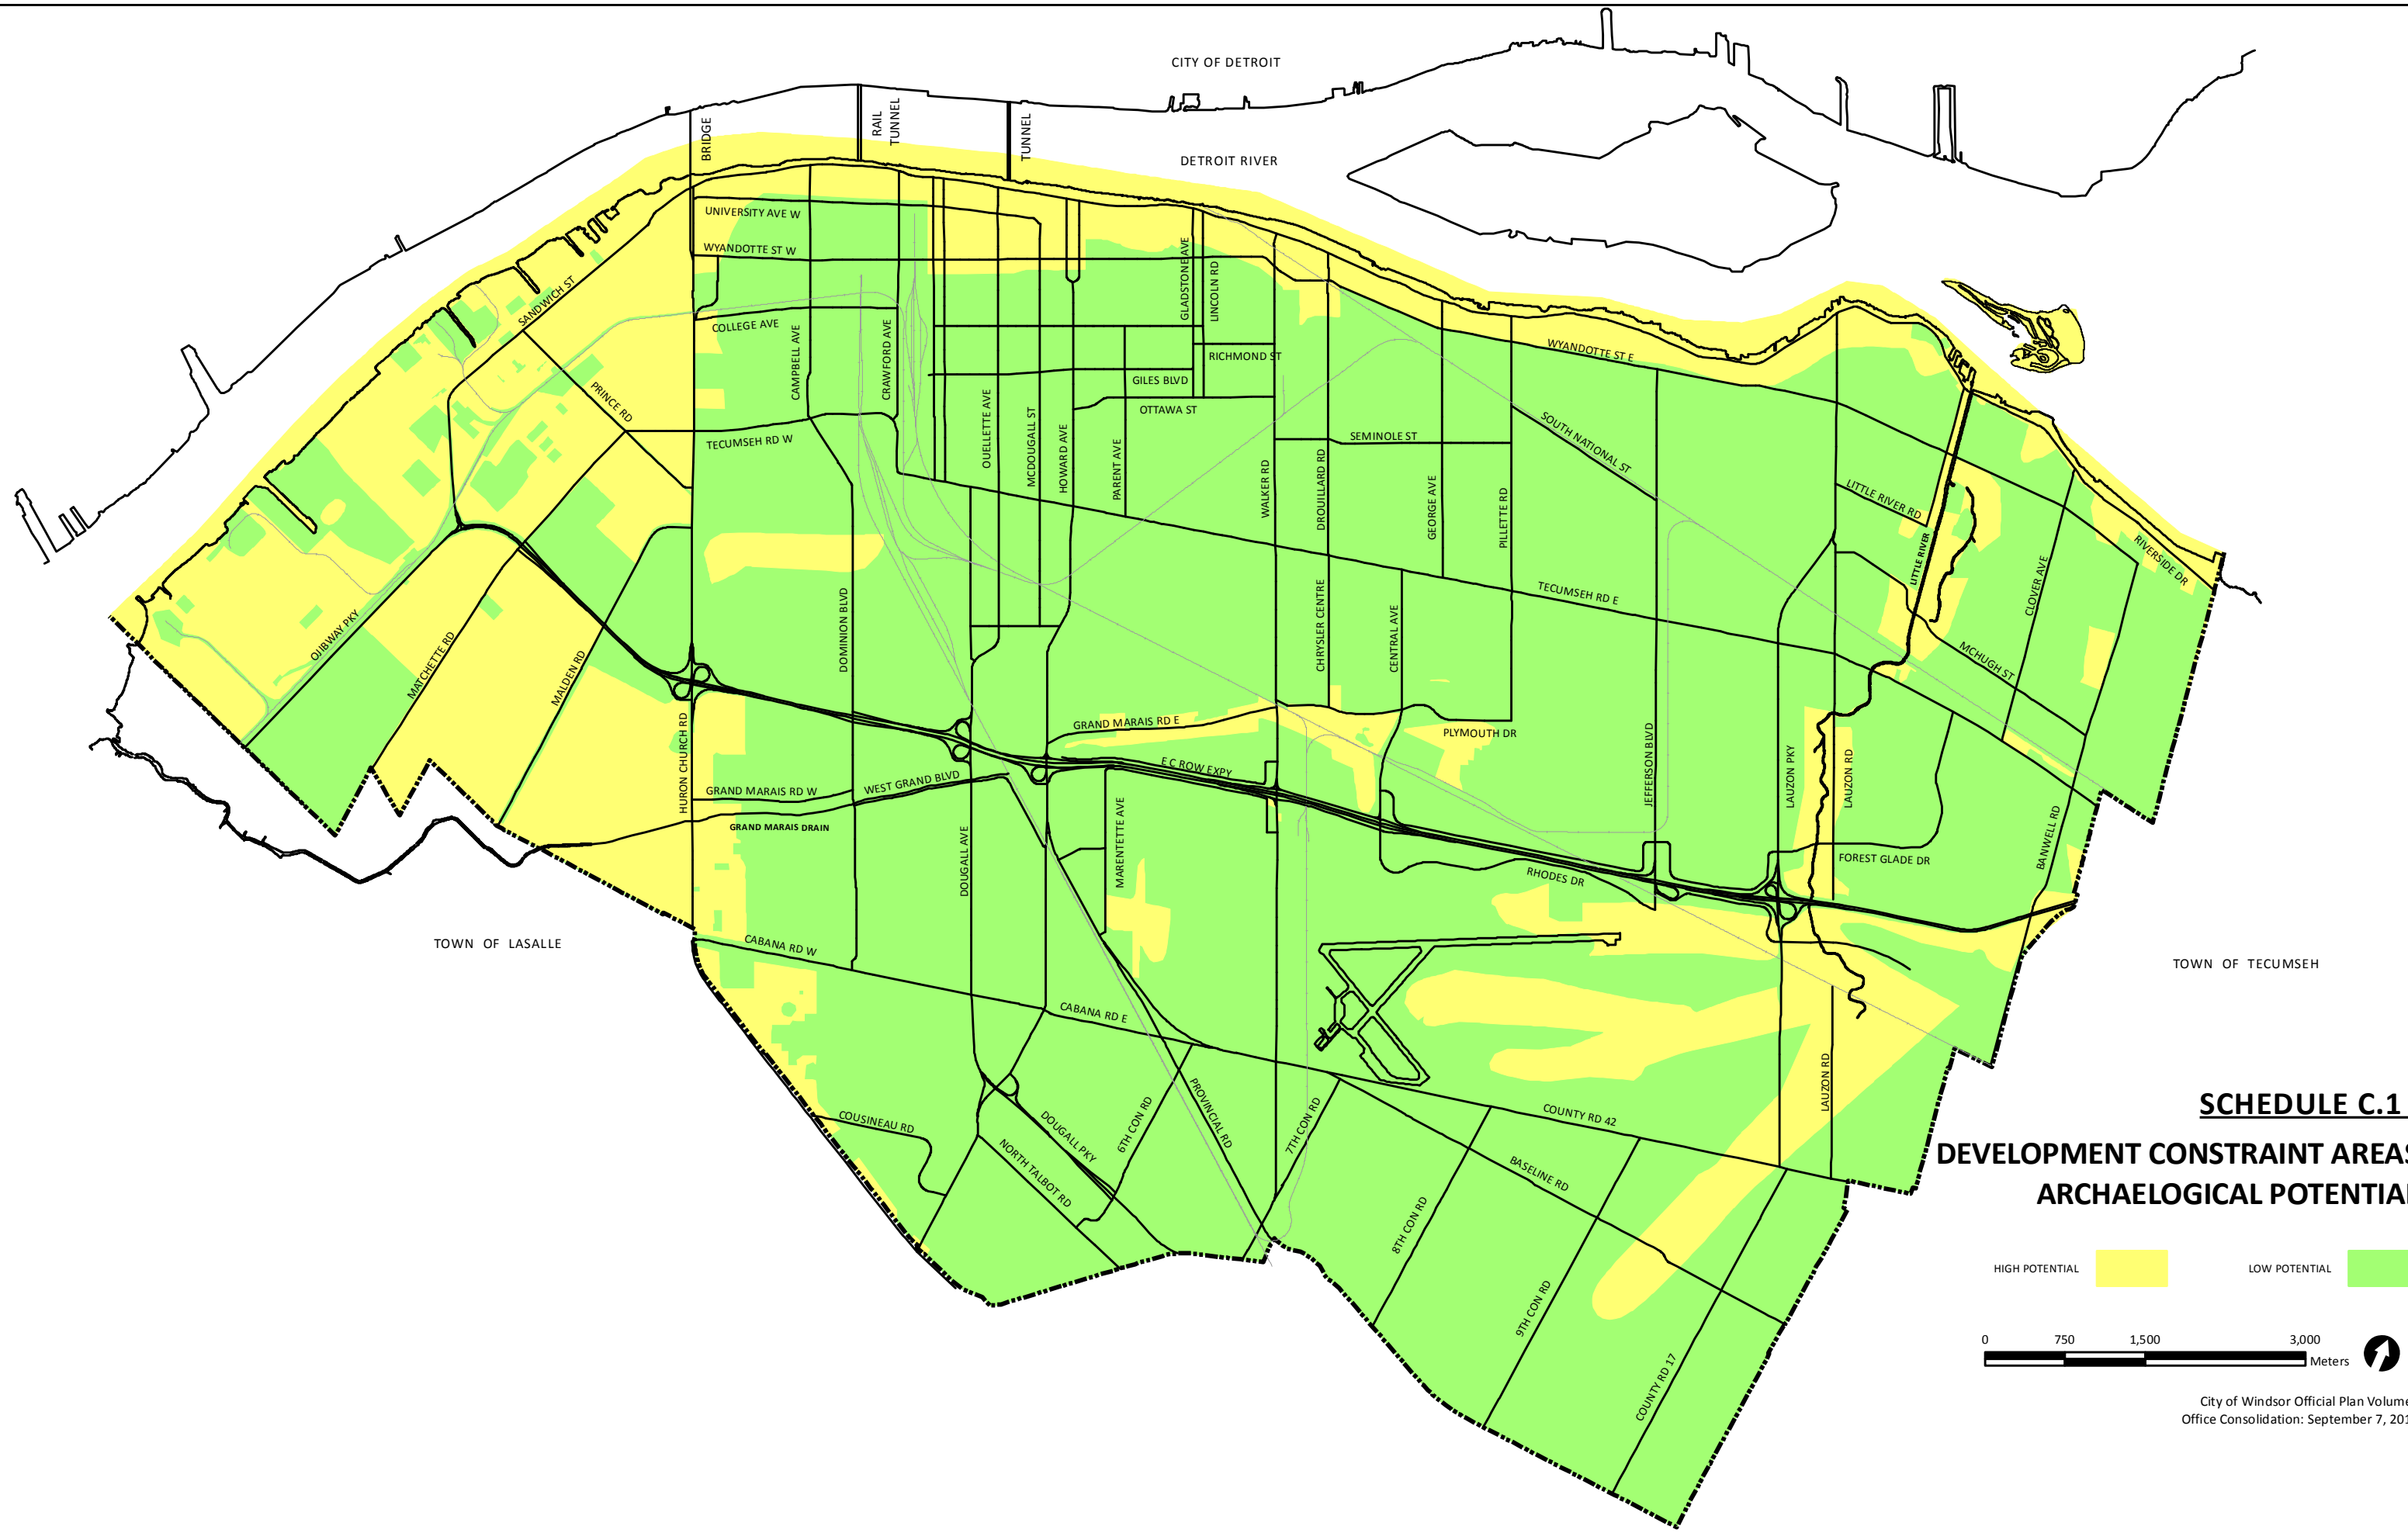 CITY OF DETROIT
BRIDGE
RAIL
TUNNEL
TUNNEL
DETROIT RIVER
UNIVERSITY AVE W
WYANDOTTE ST W
GLADSTONE AVE
LINCOLN RD
SANDWICH ST
COLLEGE AVE
CAMPBELL AVE
CRAWFORD AVE
RICHMOND ST
WYANDOTTE ST E
GILES BLVD
PRINCE RD
OTTAWA ST
TECUMSEH RD W
OUELLETTE AVE
MCDOUGALL ST
HOWARD AVE
PARENT AVE
WALKER RD
DROUILLARD RD
SEMINOLE ST
GEORGE AVE
PILLETTE RD
SOUTH NATIONAL ST
LITTLE RIVER RD
LITTLE RIVER
RIVERSIDE DR
CLOVER AVE
OJIBWAY PKY
MATCHETTE RD
MALDEN RD
DOMINION BLVD
CHRYSLER CENTRE
CENTRAL AVE
TECUMSEH RD E
MCHUGH ST
HURON CHURCH RD
GRAND MARAIS RD E
PLYMOUTH DR
JEFFERSON BLVD
LAUZON PKY
LAUZON RD
E C ROW EXPY
WEST GRAND BLVD
GRAND MARAIS RD W
GRAND MARAIS DRAIN
DOUGALL AVE
MARENTETTE AVE
RHODES DR
FOREST GLADE DR
BANWELL RD
TOWN OF LASALLE
CABANA RD W
TOWN OF TECUMSEH
CABANA RD E
LAUZON RD
COUSINEAU RD
DOUGALL PKY
6TH CON RD
PROVINCIAL RD
7TH CON RD
COUNTY RD 42
NORTH TALBOT RD
BASELINE RD
8TH CON RD
9TH CON RD
COUNTY RD 17
SCHEDULE C.1
DEVELOPMENT CONSTRAINT AREAS
ARCHAELOGICAL POTENTIAL
HIGH POTENTIAL
LOW POTENTIAL
0 750 1,500 3,000
Meters
City of Windsor Official Plan Volume
Office Consolidation: September 7, 201